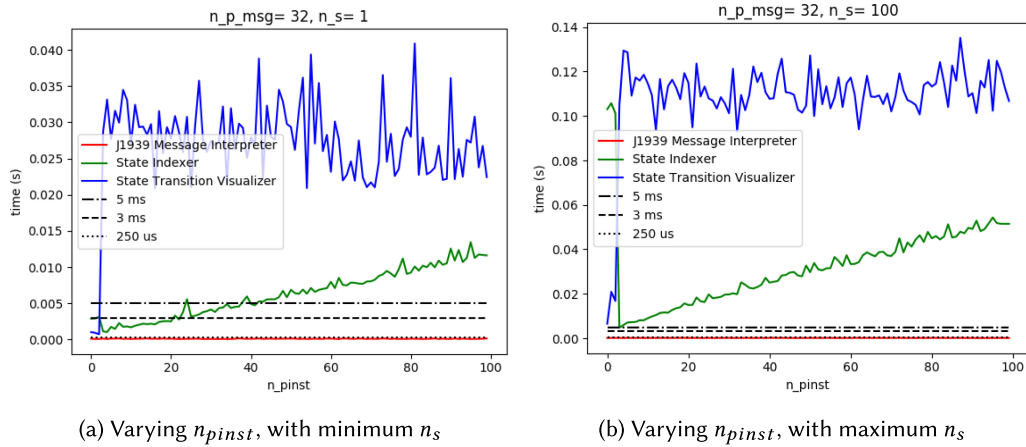 n_p_msg= 32, n_s= 1
0.040
0.035
0.030
0.025
0.020
0.015
0.010
0.005
0.000
time (s)
J1939 Message Interpreter
State Indexer
State Transition Visualizer
5 ms
3 ms
250 us
0
20
40
60
80
100
n_pinst
(a) Varying n_pinst, with minimum n_s
n_p_msg= 32, n_s= 100
0.14
0.12
0.10
0.08
0.06
0.04
0.02
0.00
time (s)
J1939 Message Interpreter
State Indexer
State Transition Visualizer
5 ms
3 ms
250 us
0
20
40
60
80
100
n_pinst
(b) Varying n_pinst, with maximum n_s